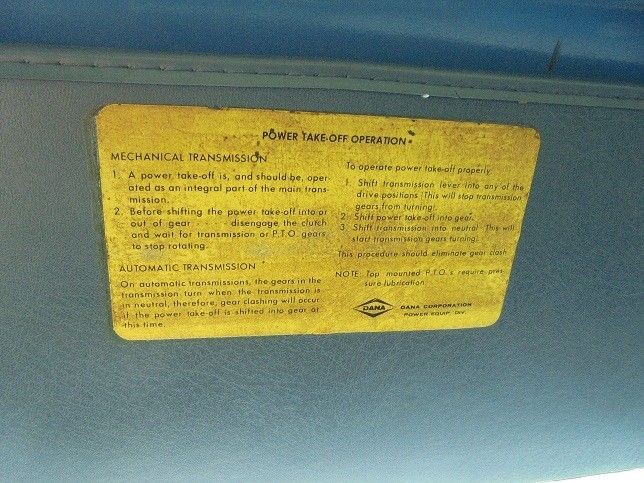 POWER TAKE-OFF OPERATION
MECHANICAL TRANSMISSION
1. A power take-off is, and should be, oper-
ated as an integral part of the main trans-
mission.
2. Before shifting the power take-off into or
out of gear - - - disengage the clutch
and wait for transmission or P.T.O. gears
to stop rotating.
AUTOMATIC TRANSMISSION
On automatic transmissions, the gears in the
transmission turn when the transmission is
in neutral, therefore, gear clashing will occur
if the power take-off is shifted into gear at
this time.
To operate power take-off properly
1. Shift transmission lever into any of the
drive positions. This will stop transmission
gears from turning.
2. Shift power take-off into gear.
3. Shift transmission into neutral. This will
start transmission gears turning.
This procedure should eliminate gear clash.
NOTE: Top mounted P.T.O.'s require pres-
sure lubrication.
DANA
DANA CORPORATION
POWER EQUIP. DIV.